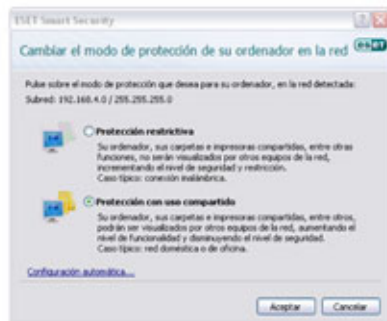 ESET Smart Security
Cambiar el modo de protección de su ordenador en la red
eset
Pulse sobre el modo de protección que desea para su ordenador, en la red detectada:
Subred: 192.168.4.0 / 255.255.255.0
Protección restrictiva
Su ordenador, sus carpetas e impresoras compartidas, entre otras
funciones, no serán visualizados por otros equipos de la red,
incrementando el nivel de seguridad y restricción.
Caso típico: conexión inalámbrica.
Protección con uso compartido
Su ordenador, sus carpetas e impresoras compartidas, entre otros,
podrán ser visualizados por otros equipos de la red, aumentando el
nivel de funcionalidad y disminuyendo el nivel de seguridad.
Caso típico: red doméstica o de oficina.
Configuración automática...
Aceptar
Cancelar